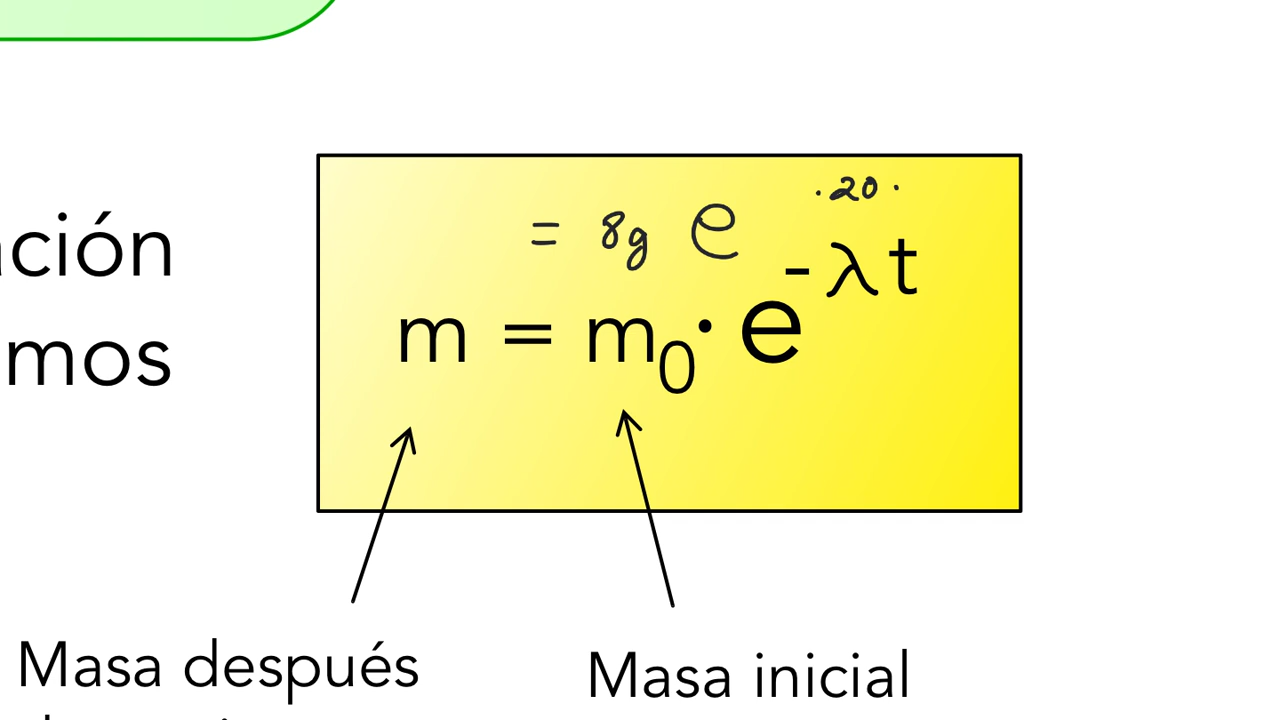 ación
mos
·20·
= 8g e
m = m₀· e^-λt
Masa después
Masa inicial